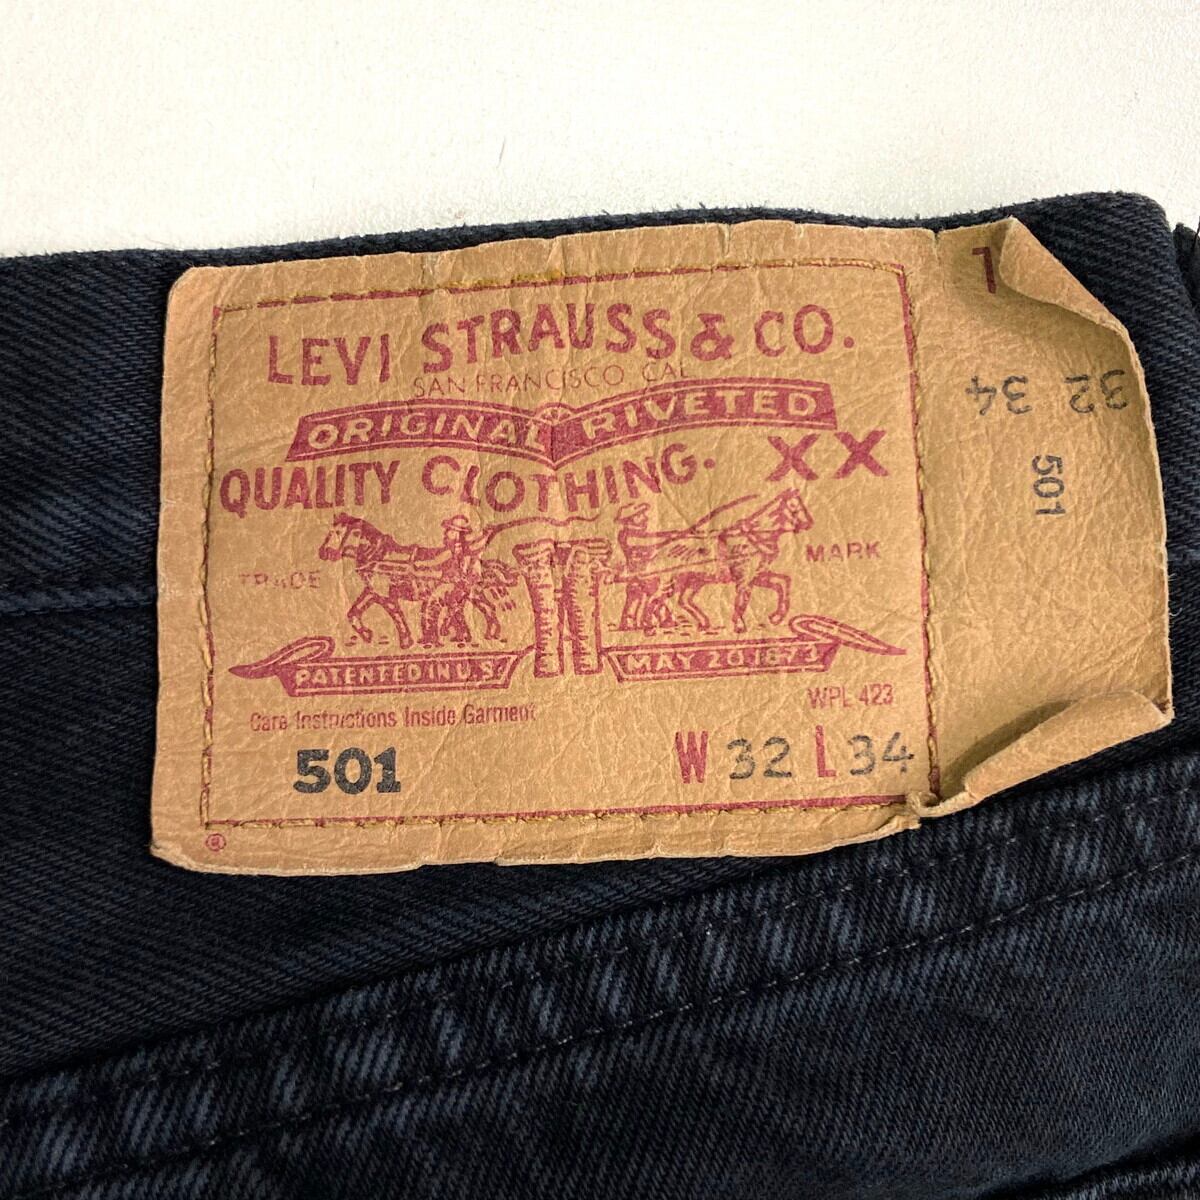 LEVI STRAUSS & CO.
SAN FRANCISCO CAL
ORIGINAL RIVETED
QUALITY CLOTHING. XX
TRADE MARK
PATENTED IN U.S. MAY 20 1873
Care Instructions Inside Garment
WPL 423
501
W 32 L 34
®
32 34
501